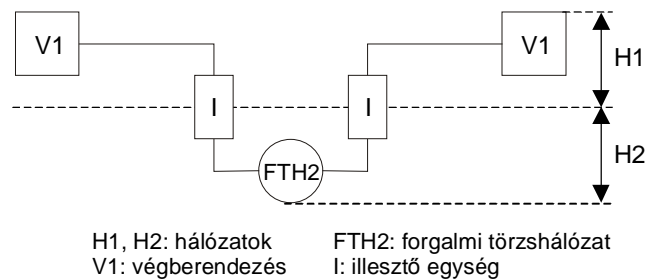 V1 V1
H1
I I
H2
FTH2
H1, H2: hálózatok FTH2: forgalmi törzshálózat
V1: végberendezés I: illesztő egység